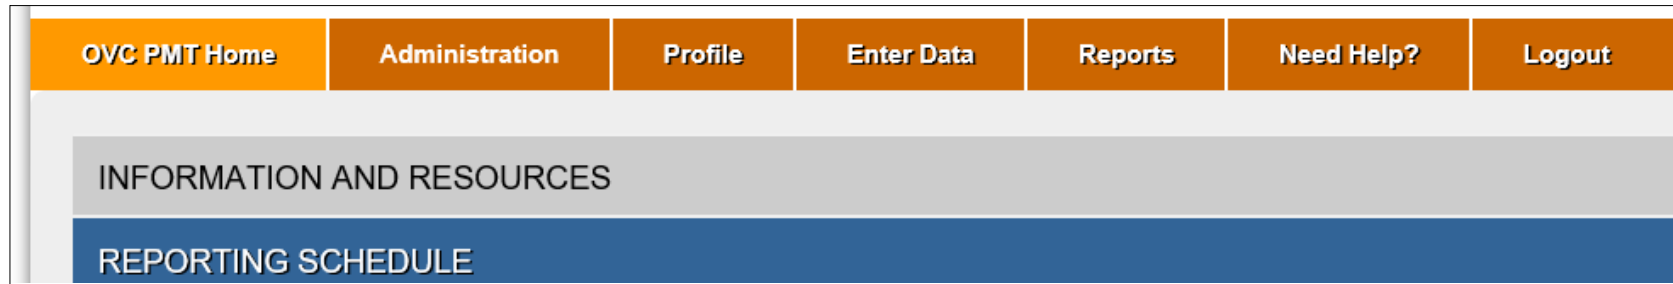 OVC PMT Home Administration Profile Enter Data Reports Need Help? Logout
INFORMATION AND RESOURCES
REPORTING SCHEDULE